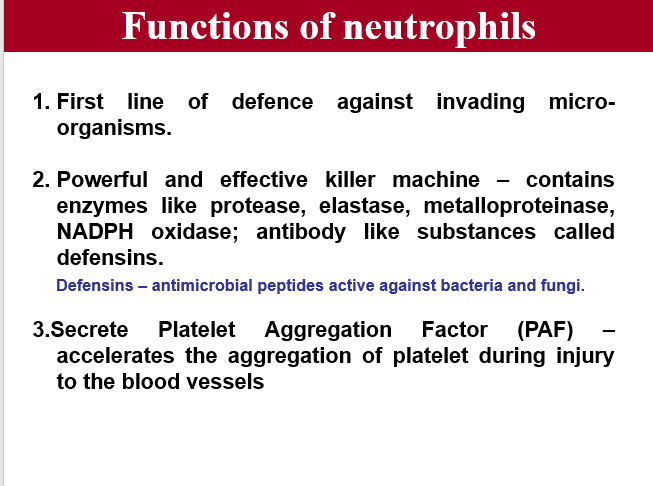 Functions of neutrophils
1. First line of defence against invading micro-
organisms.
2. Powerful and effective killer machine – contains
enzymes like protease, elastase, metalloproteinase,
NADPH oxidase; antibody like substances called
defensins.
Defensins – antimicrobial peptides active against bacteria and fungi.
3.Secrete Platelet Aggregation Factor (PAF) –
accelerates the aggregation of platelet during injury
to the blood vessels